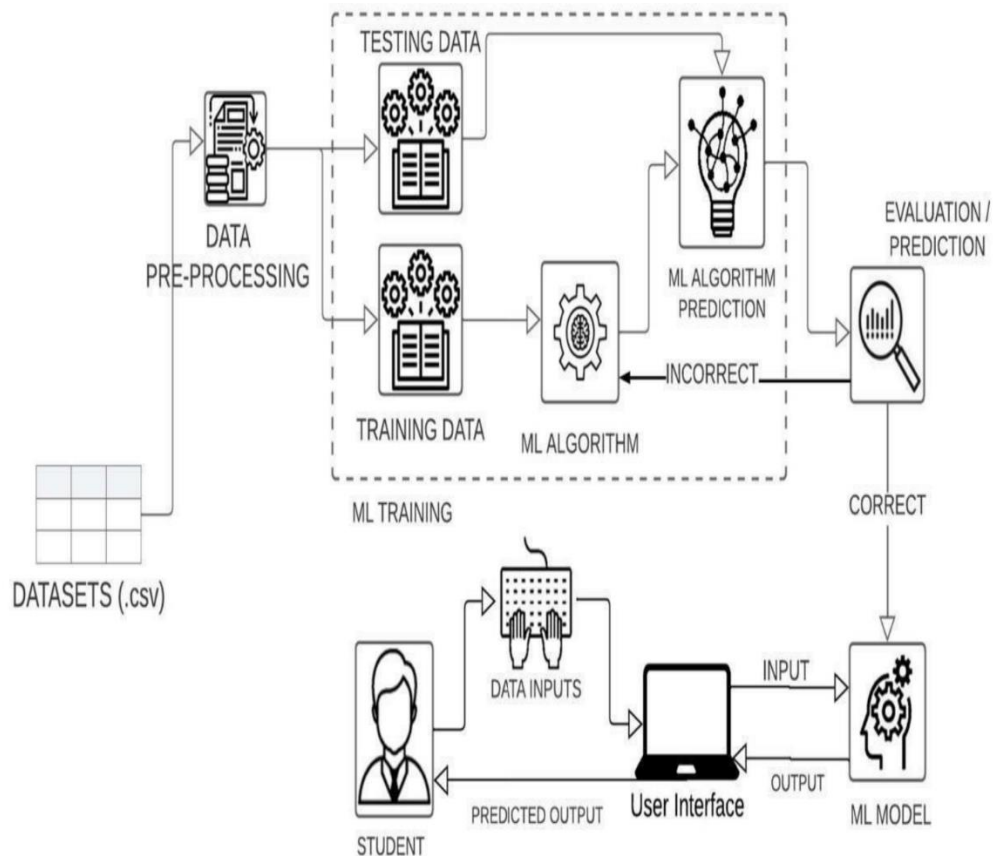 TESTING DATA
DATA
PRE-PROCESSING
EVALUATION /
PREDICTION
ML ALGORITHM
PREDICTION
INCORRECT
TRAINING DATA
ML ALGORITHM
ML TRAINING
CORRECT
DATASETS (.csv)
DATA INPUTS
INPUT
OUTPUT
PREDICTED OUTPUT
User Interface
ML MODEL
STUDENT